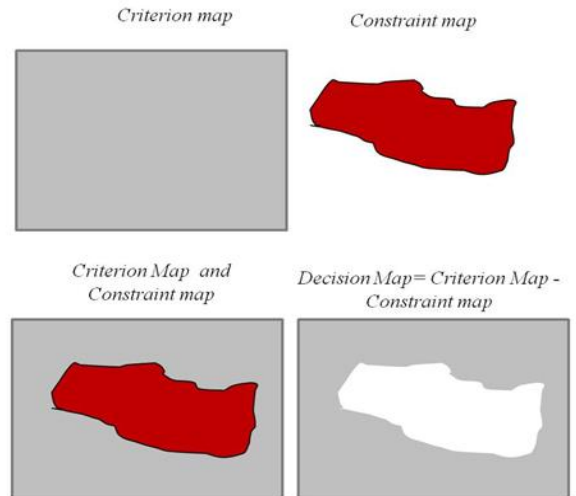 Criterion map
Constraint map
Criterion Map and
Constraint map
Decision Map= Criterion Map -
Constraint map